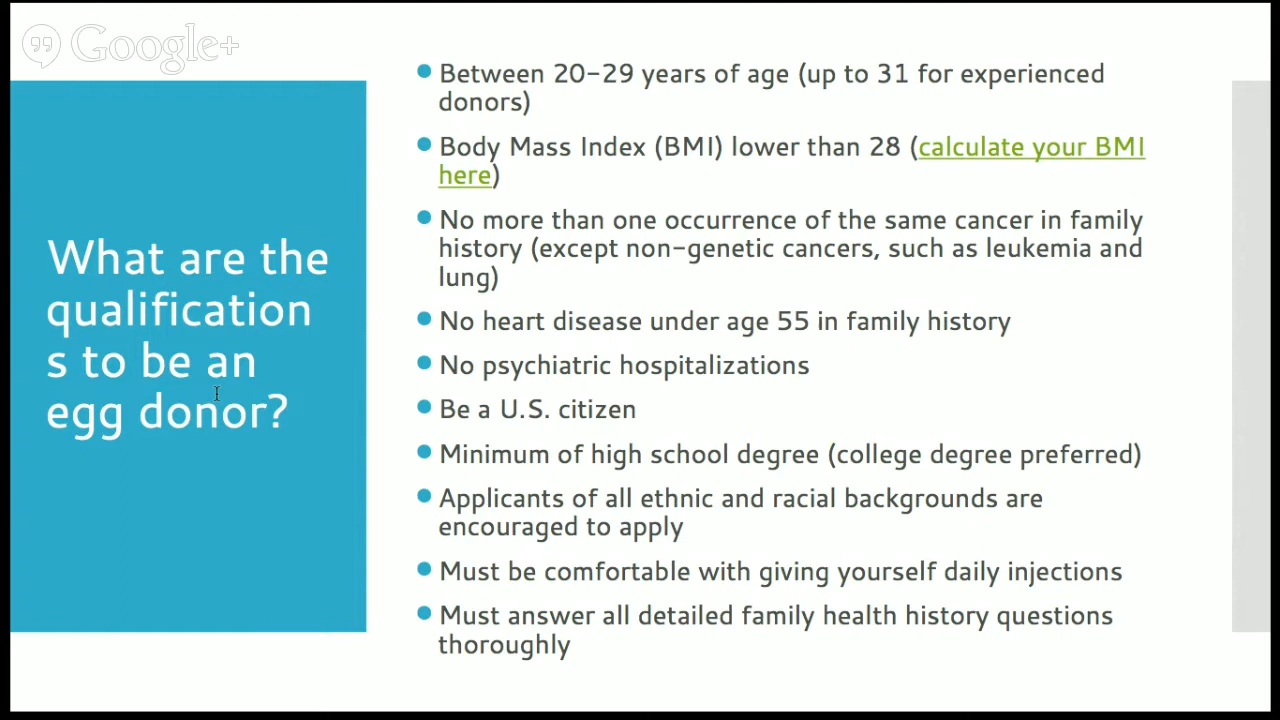 Google+
What are the
qualification
s to be an
egg donor?
Between 20-29 years of age (up to 31 for experienced
donors)
Body Mass Index (BMI) lower than 28 (calculate your BMI
here)
No more than one occurrence of the same cancer in family
history (except non-genetic cancers, such as leukemia and
lung)
No heart disease under age 55 in family history
No psychiatric hospitalizations
Be a U.S. citizen
Minimum of high school degree (college degree preferred)
Applicants of all ethnic and racial backgrounds are
encouraged to apply
Must be comfortable with giving yourself daily injections
Must answer all detailed family health history questions
thoroughly